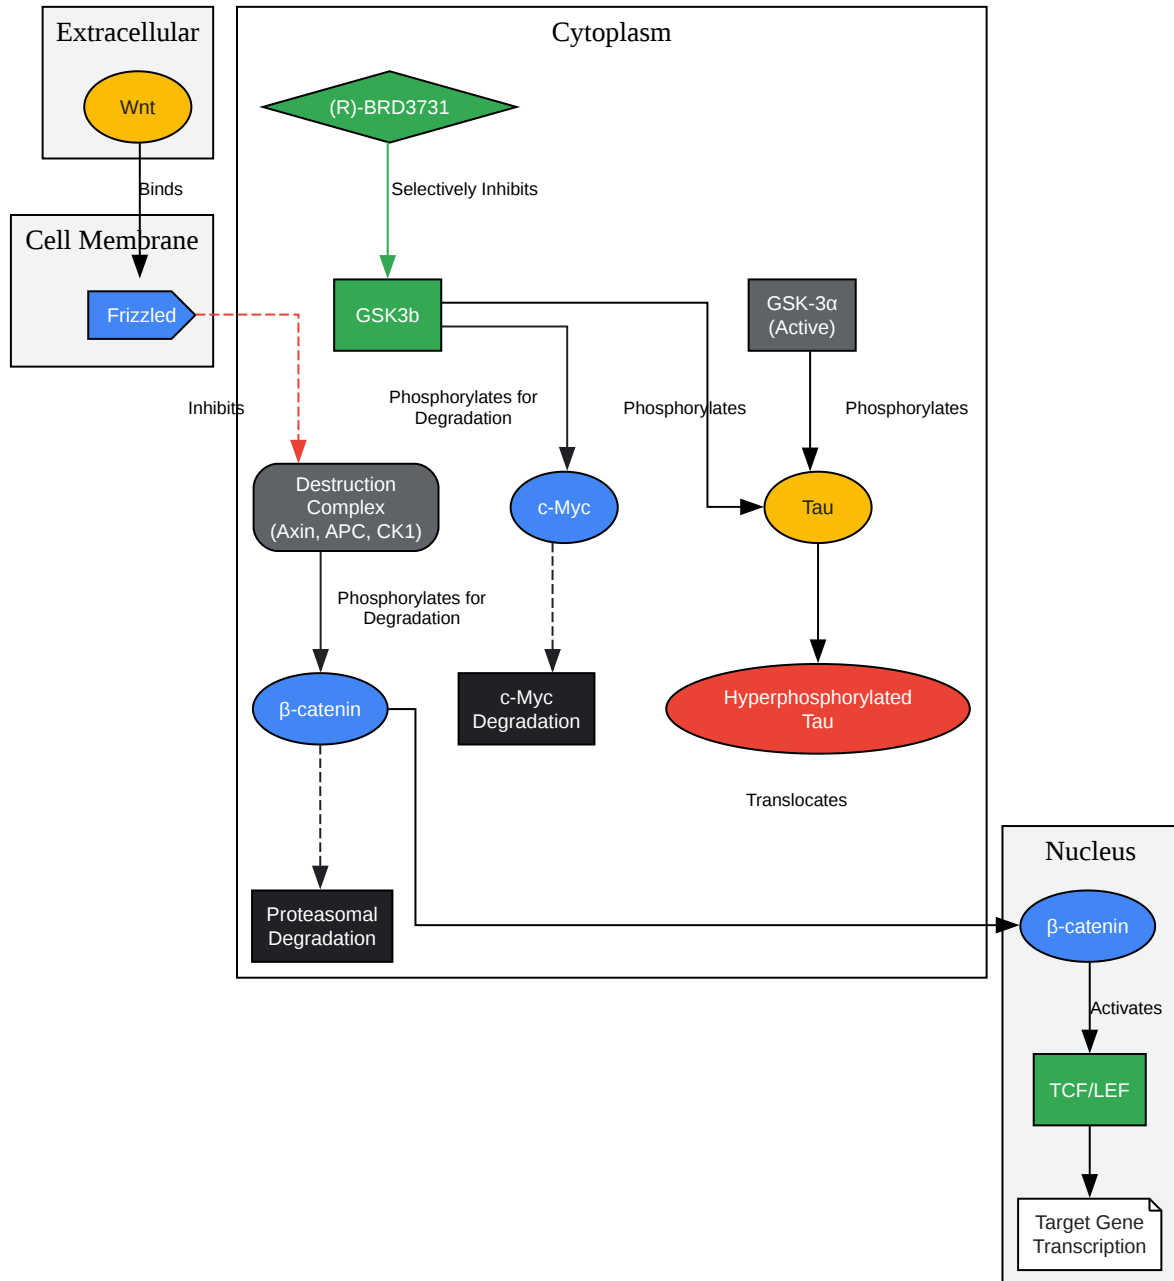 Extracellular
Cytoplasm
Wnt
(R)-BRD3731
Binds
Selectively Inhibits
Cell Membrane
Frizzled
GSK3b
GSK-3α
(Active)
Inhibits
Phosphorylates for
Degradation
Phosphorylates
Phosphorylates
Destruction
Complex
(Axin, APC, CK1)
c-Myc
Tau
Phosphorylates for
Degradation
β-catenin
c-Myc
Degradation
Hyperphosphorylated
Tau
Translocates
Nucleus
Proteasomal
Degradation
β-catenin
Activates
TCF/LEF
Target Gene
Transcription